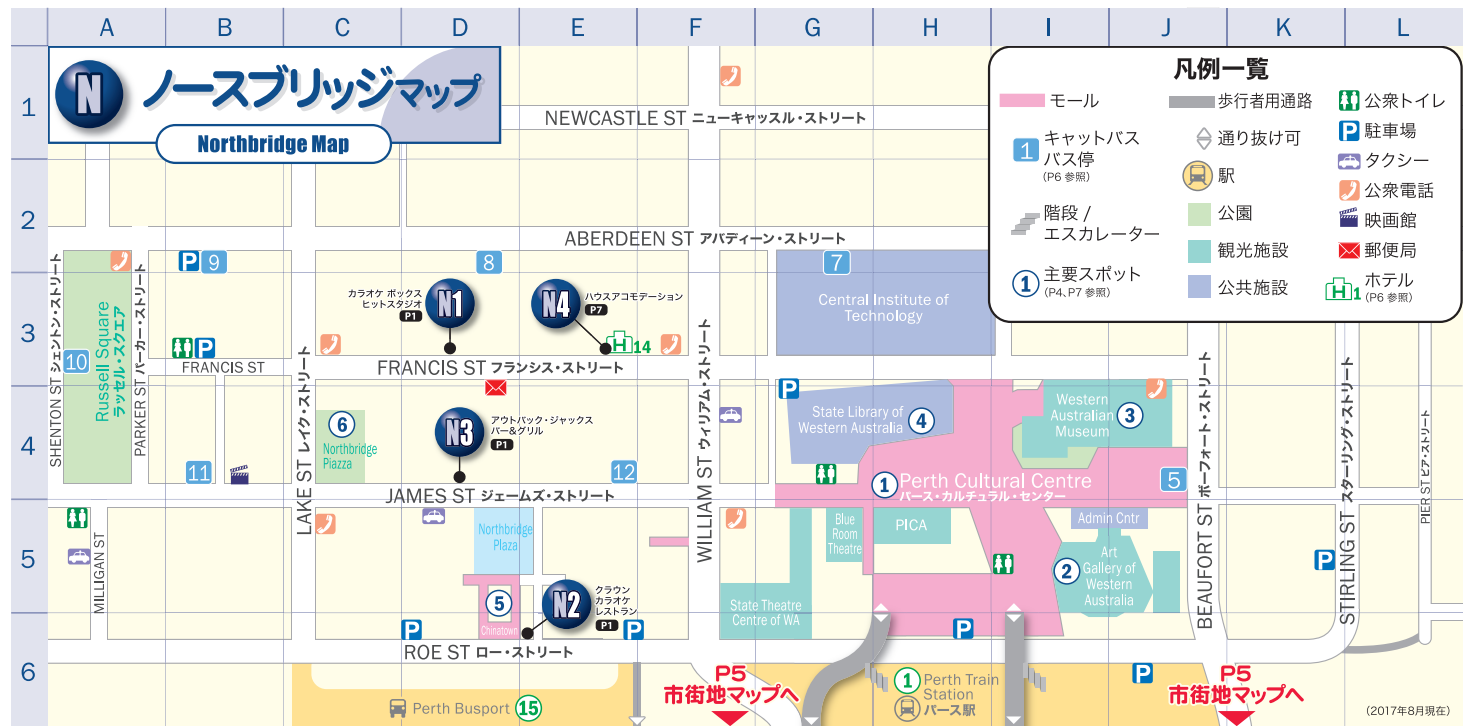 A B C D E F G H I J K L
1
2
3
4
5
6
N
ノースブリッジマップ
Northbridge Map
凡例一覧
モール
1 キャットバス
バス停
(P6 参照)
階段 /
エスカレーター
1 主要スポット
(P4、P7 参照)
歩行者用通路
通り抜け可
駅
公園
観光施設
公共施設
公衆トイレ
P 駐車場
タクシー
公衆電話
映画館
郵便局
H1 ホテル
(P6 参照)
NEWCASTLE ST ニューキャッスル・ストリート
ABERDEEN ST アバディーン・ストリート
SHENTON ST シェントン・ストリート
Russell Square
ラッセル・スクエア
10
PARKER ST パーカー・ストリート
P 9
8
7
カラオケ ボックス
ヒットスタジオ
P1
N1
N4
ハウスアコモデーション
P7
H 14
Central Institute of
Technology
P
FRANCIS ST
FRANCIS ST フランシス・ストリート
LAKE ST レイク・ストリート
WILLIAM ST ウィリアム・ストリート
BEAUFORT ST ボーフォート・ストリート
STIRLING ST スターリング・ストリート
PIER ST ピア・ストリート
6
Northbridge
Piazza
N3
アウトバック・ジャックス
バー&グリル
P1
P
State Library of
Western Australia
4
Western
Australian
Museum
3
11
12
1 Perth Cultural Centre
パース・カルチュラル・センター
5
JAMES ST ジェームズ・ストリート
MILLIGAN ST
Northbridge
Plaza
Blue
Room
Theatre
PICA
Admin Cntr
2
Art
Gallery of
Western
Australia
P
5
Chinatown
N2
クラウン
カラオケ
レストラン
P1
State Theatre
Centre of WA
P
P
P
ROE ST ロー・ストリート
Perth Busport 15
P5
市街地マップへ
1 Perth Train
Station
パース駅
P
P5
市街地マップへ
(2017年8月現在)